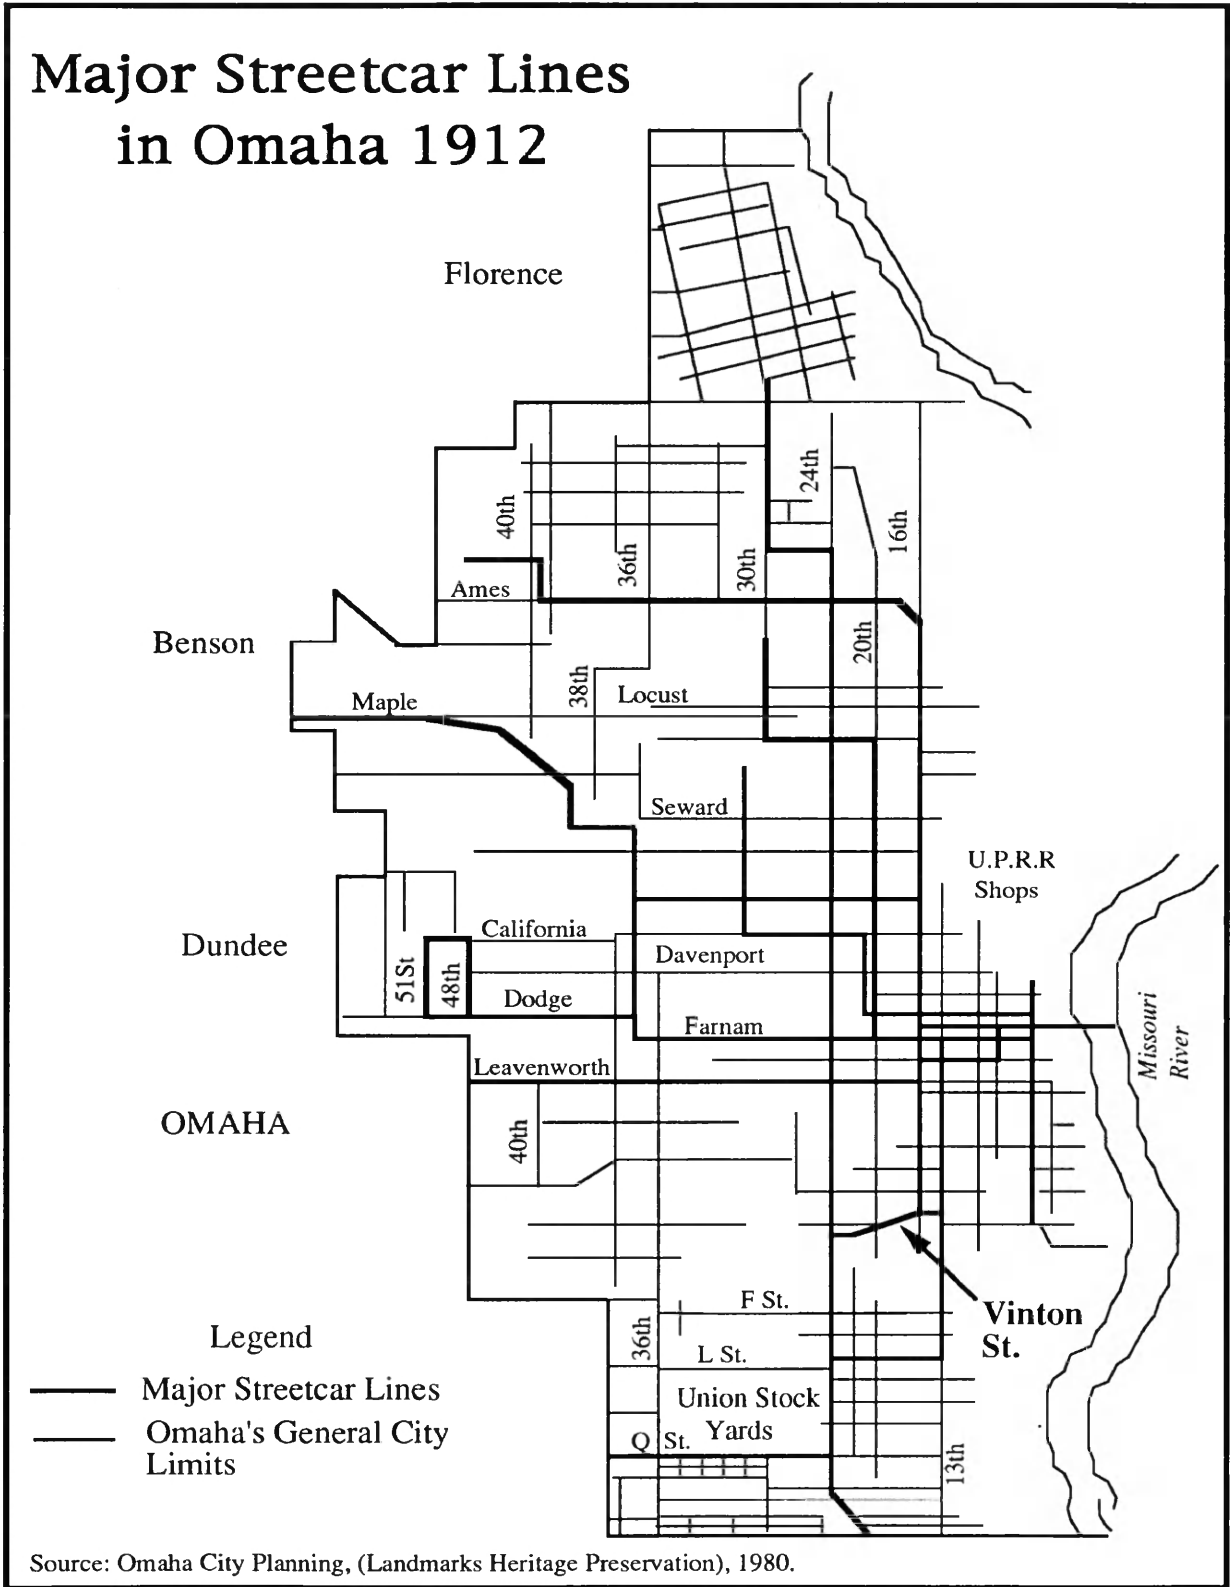 Major Streetcar Lines
in Omaha 1912
Florence
24th
40th
16th
36th
30th
Ames
20th
Benson
38th
Locust
Maple
Seward
U.P.R.R
Shops
California
Dundee
Davenport
51St
48th
Dodge
Farnam
Missouri
River
Leavenworth
OMAHA
40th
F St.
Vinton
St.
36th
Legend
L St.
Major Streetcar Lines
Union Stock
Yards
Omaha's General City
Limits
Q St.
13th
Source: Omaha City Planning, (Landmarks Heritage Preservation), 1980.